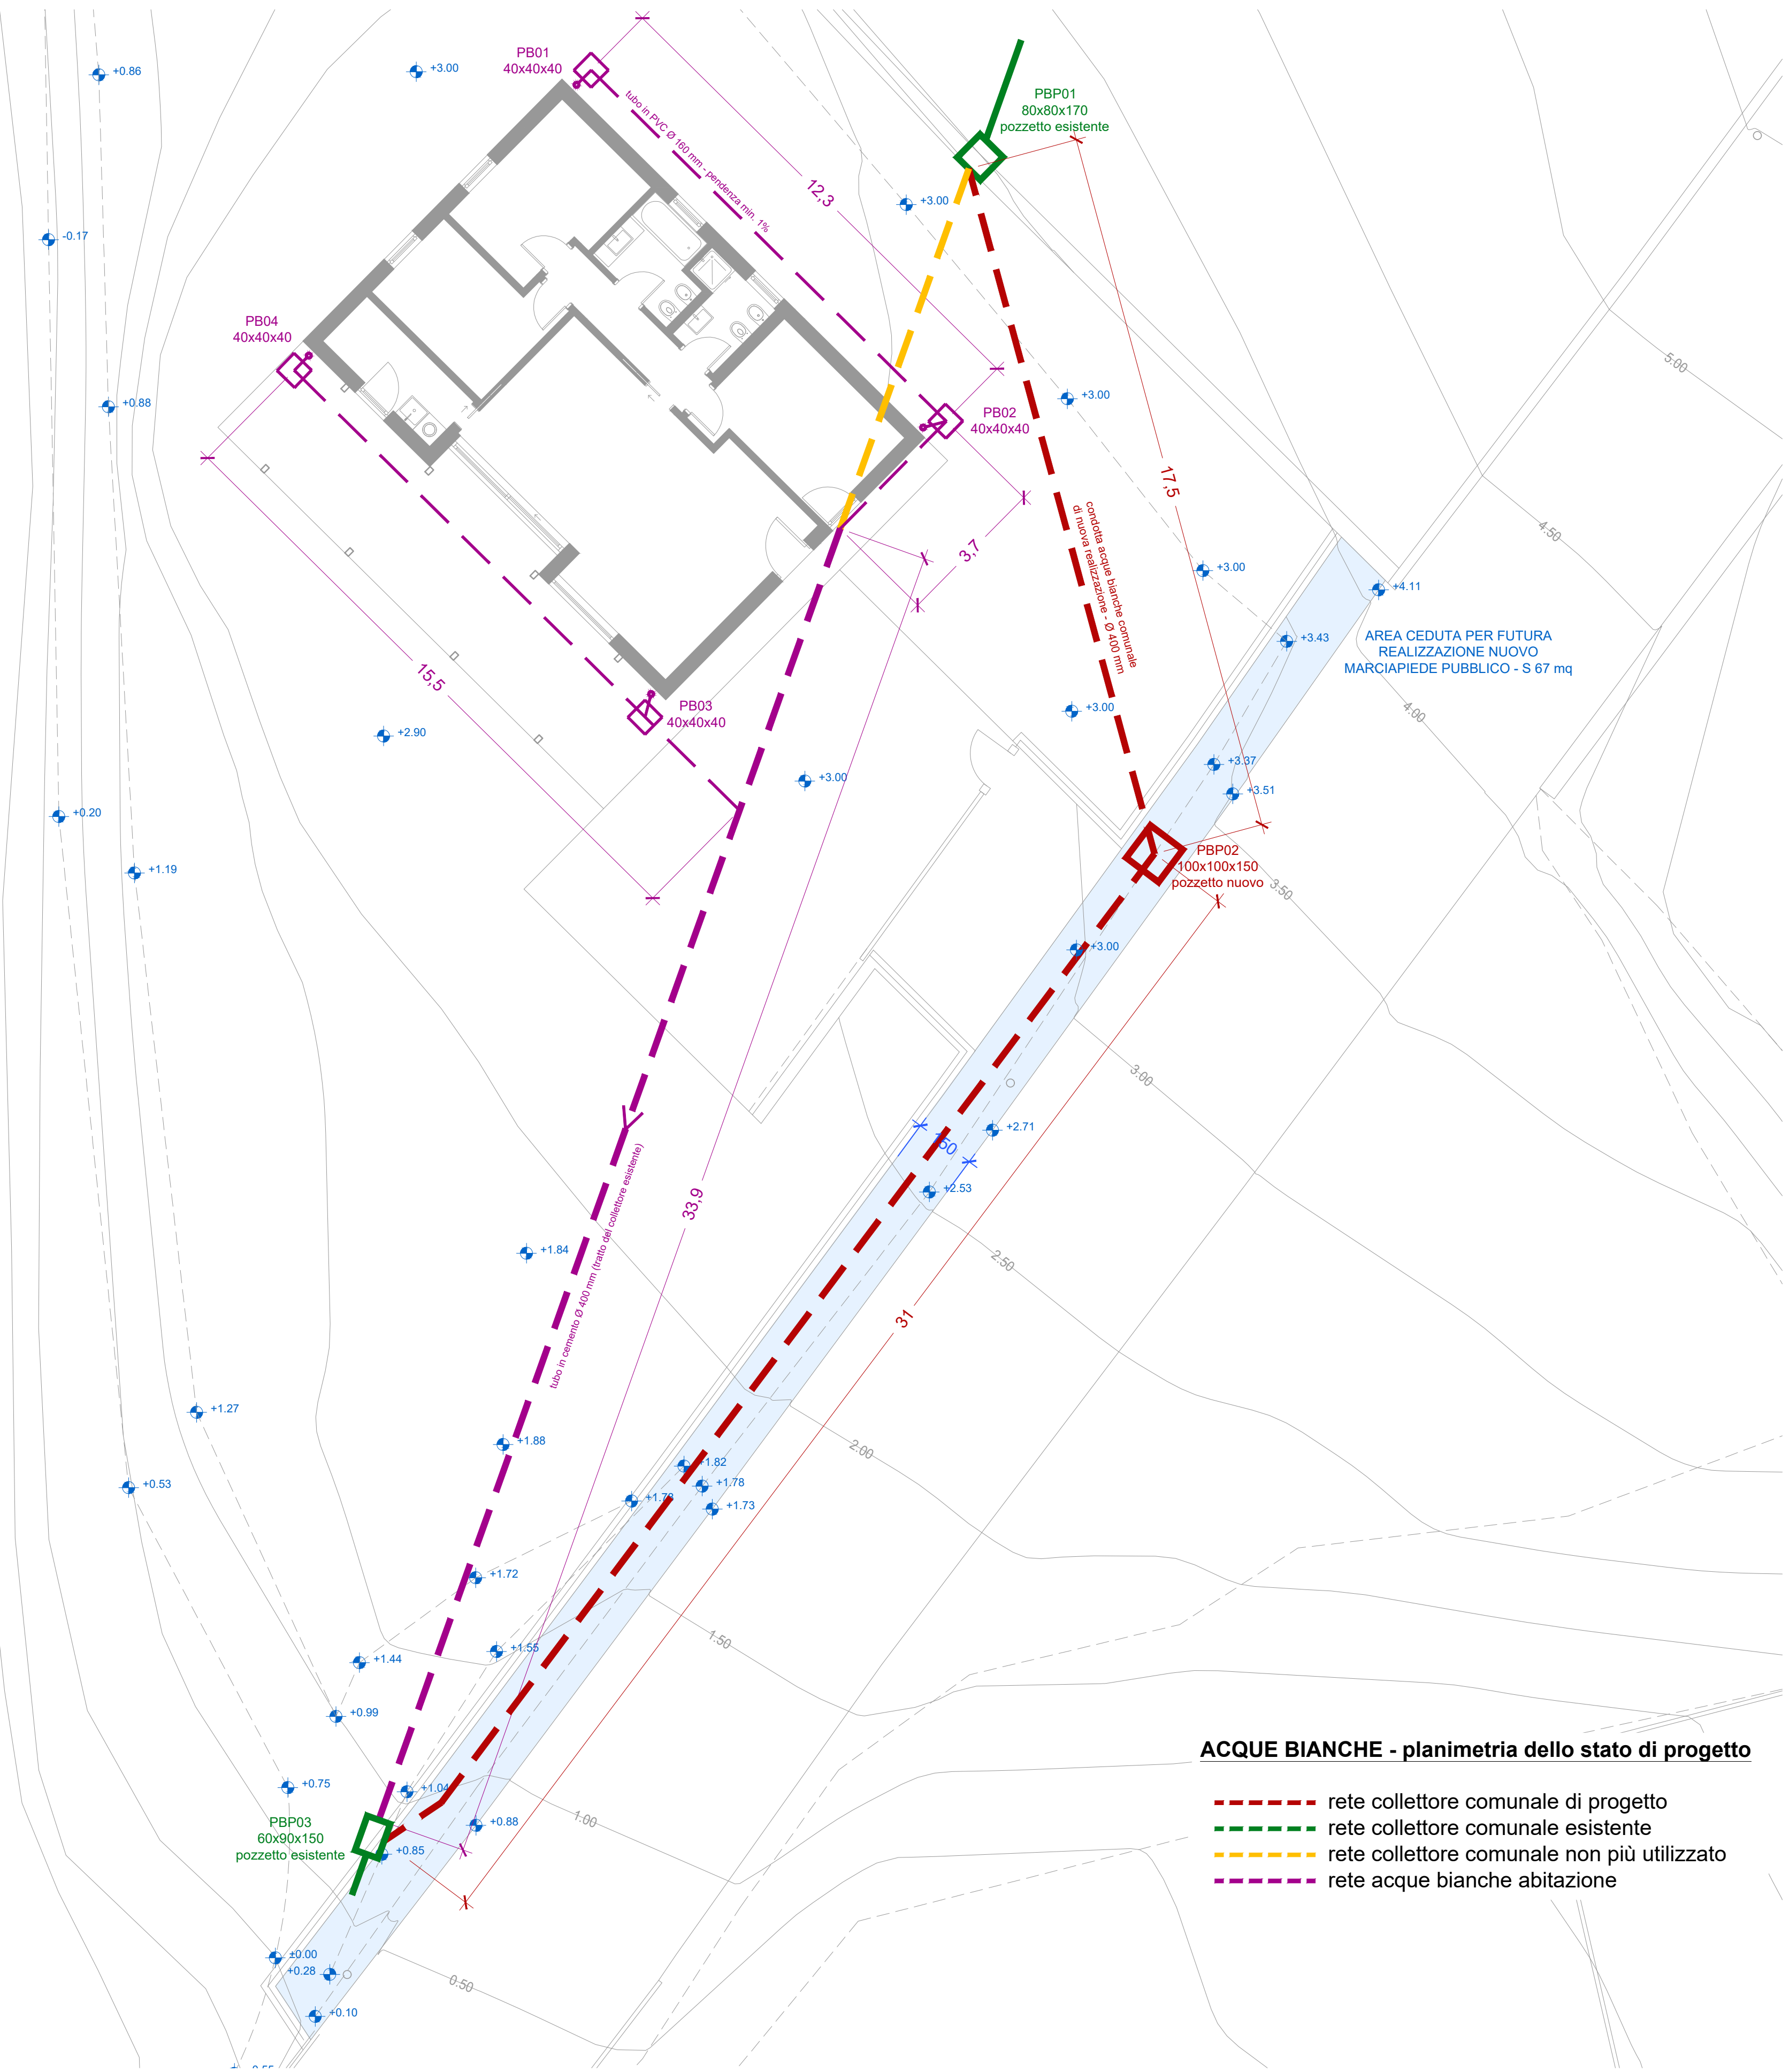 PB01
40x40x40
+0.86
+3.00
PBP01
80x80x170
pozzetto esistente
tubo in PVC Ø 160 mm - pendenza min. 1%
12,3
+3.00
-0.17
PB04
40x40x40
+0.88
+3.00
PB02
40x40x40
5.00
17,5
4.50
3,7
condotta acque bianche comunale
di nuova realizzazione - Ø 400 mm
+3.00
+4.11
+3.43
AREA CEDUTA PER FUTURA
REALIZZAZIONE NUOVO
MARCIAPIEDE PUBBLICO - S 67 mq
15,5
PB03
40x40x40
+3.00
4.00
+2.90
+3.00
+3.37
+3.51
+0.20
PBP02
100x100x150
pozzetto nuovo
3.50
+1.19
+3.00
3.00
+2.71
150
+2.53
33,9
tubo in cemento Ø 400 mm (tratto del collettore esistente)
+1.84
2.50
31
+1.27
+1.88
2.00
+1.82
+1.78
+1.73
+1.73
+0.53
+1.72
1.50
+1.55
+1.44
+0.99
ACQUE BIANCHE - planimetria dello stato di progetto
rete collettore comunale di progetto
rete collettore comunale esistente
rete collettore comunale non più utilizzato
rete acque bianche abitazione
+0.75
+1.04
+0.88
1.00
PBP03
60x90x150
pozzetto esistente
+0.85
±0.00
+0.28
+0.10
0.50